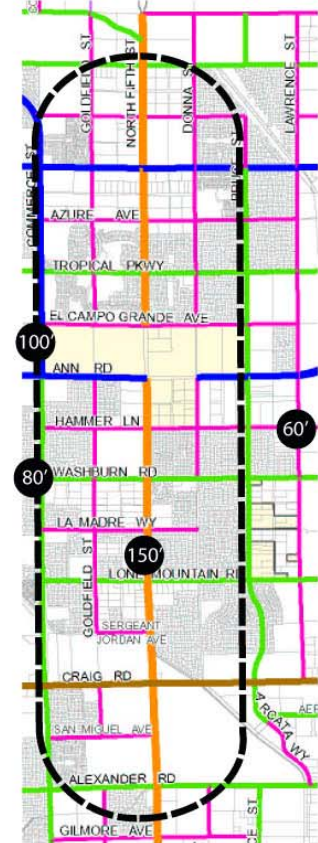 GOLDFIELD ST
NORTH FIFTH ST
DONNA ST
LAWRENCE ST
COMMERCE ST
AZURE AVE
TROPICAL PKWY
EL CAMPO GRANDE AVE
100'
ANN RD
HAMMER LN
60'
80'
WASHBURN RD
LA MADRE WY
150'
GOLDFIELD ST
LONE MOUNTAIN RD
SERGEANT
JORDAN AVE
CRAIG RD
ARCATA WY
SAN MIGUEL AVE
ALEXANDER RD
GILMORE AVE
CE ST